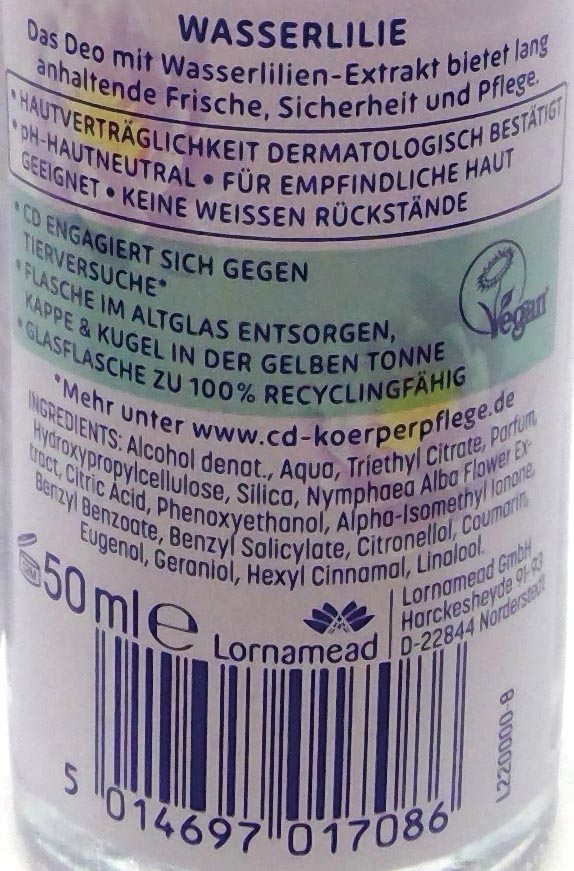 WASSERLILIE
Das Deo mit Wasserlilien-Extrakt bietet lang
anhaltende Frische, Sicherheit und Pflege.
• HAUTVERTRÄGLICHKEIT DERMATOLOGISCH BESTÄTIGT
• pH-HAUTNEUTRAL • FÜR EMPFINDLICHE HAUT
GEEIGNET • KEINE WEISSEN RÜCKSTÄNDE
• CD ENGAGIERT SICH GEGEN
TIERVERSUCHE*
• FLASCHE IM ALTGLAS ENTSORGEN,
KAPPE & KUGEL IN DER GELBEN TONNE
• GLASFLASCHE ZU 100% RECYCLINGFÄHIG
Vegan
*Mehr unter www.cd-koerperpflege.de
INGREDIENTS: Alcohol denat., Aqua, Triethyl Citrate, Parfum,
Hydroxypropylcellulose, Silica, Nymphaea Alba Flower Ex-
tract, Citric Acid, Phenoxyethanol, Alpha-Isomethyl Ionone,
Benzyl Benzoate, Benzyl Salicylate, Citronellol, Coumarin,
Eugenol, Geraniol, Hexyl Cinnamal, Linalool.
50 ml e
Lornamead
Lornamead GmbH
Harckesheyde 91-93
D-22844 Norderstedt
L220000-8
5 014697 017086